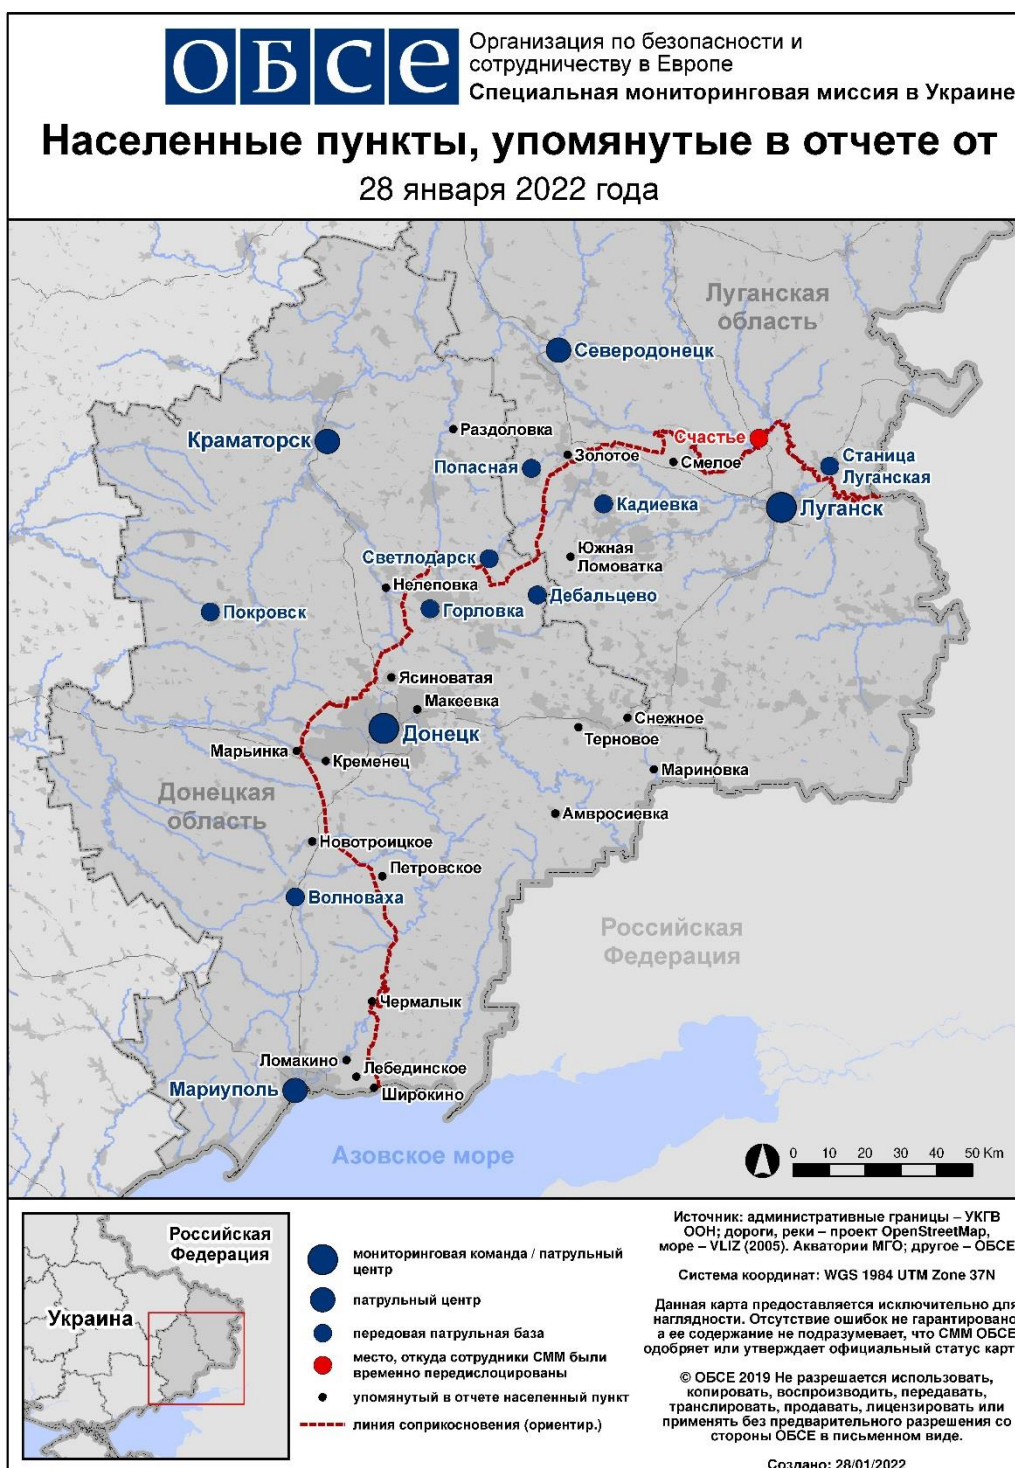 ОБСЕ
Организация по безопасности и
сотрудничеству в Европе
Специальная мониторинговая миссия в Украине
Населенные пункты, упомянутые в отчете от
28 января 2022 года
Луганская
область
Северодонецк
Раздоловка
Краматорск
Счастье
Золотое
Смелое
Попасная
Станица
Луганская
Кадиевка
Луганск
Южная
Ломоватка
Светлодарск
Нелеповка
Дебальцево
Покровск
Горловка
Ясиноватая
Макеевка
Снежное
Терновое
Донецк
Марьинка
Кременец
Мариновка
Донецкая
область
Амвросиевка
Новотроицкое
Петровское
Волноваха
Российская
Федерация
Чермалык
Ломакино
Лебединское
Мариуполь
Широкино
Азовское море
0 10 20 30 40 50 Km
Российская
Федерация
Украина
мониторинговая команда / патрульный
центр
патрульный центр
передовая патрульная база
место, откуда сотрудники СММ были
временно передислоцированы
упомянутый в отчете населенный пункт
линия соприкосновения (ориентир.)
Источник: административные границы – УКГВ
ООН; дороги, реки – проект OpenStreetMap,
море – VLIZ (2005). Акватории МГО; другое – ОБСЕ
Система координат: WGS 1984 UTM Zone 37N
Данная карта предоставляется исключительно для
наглядности. Отсутствие ошибок не гарантировано,
а ее содержание не подразумевает, что СММ ОБСЕ
одобряет или утверждает официальный статус карт
© ОБСЕ 2019 Не разрешается использовать,
копировать, воспроизводить, передавать,
транслировать, продавать, лицензировать или
применять без предварительного разрешения со
стороны ОБСЕ в письменном виде.
Создано: 28/01/2022